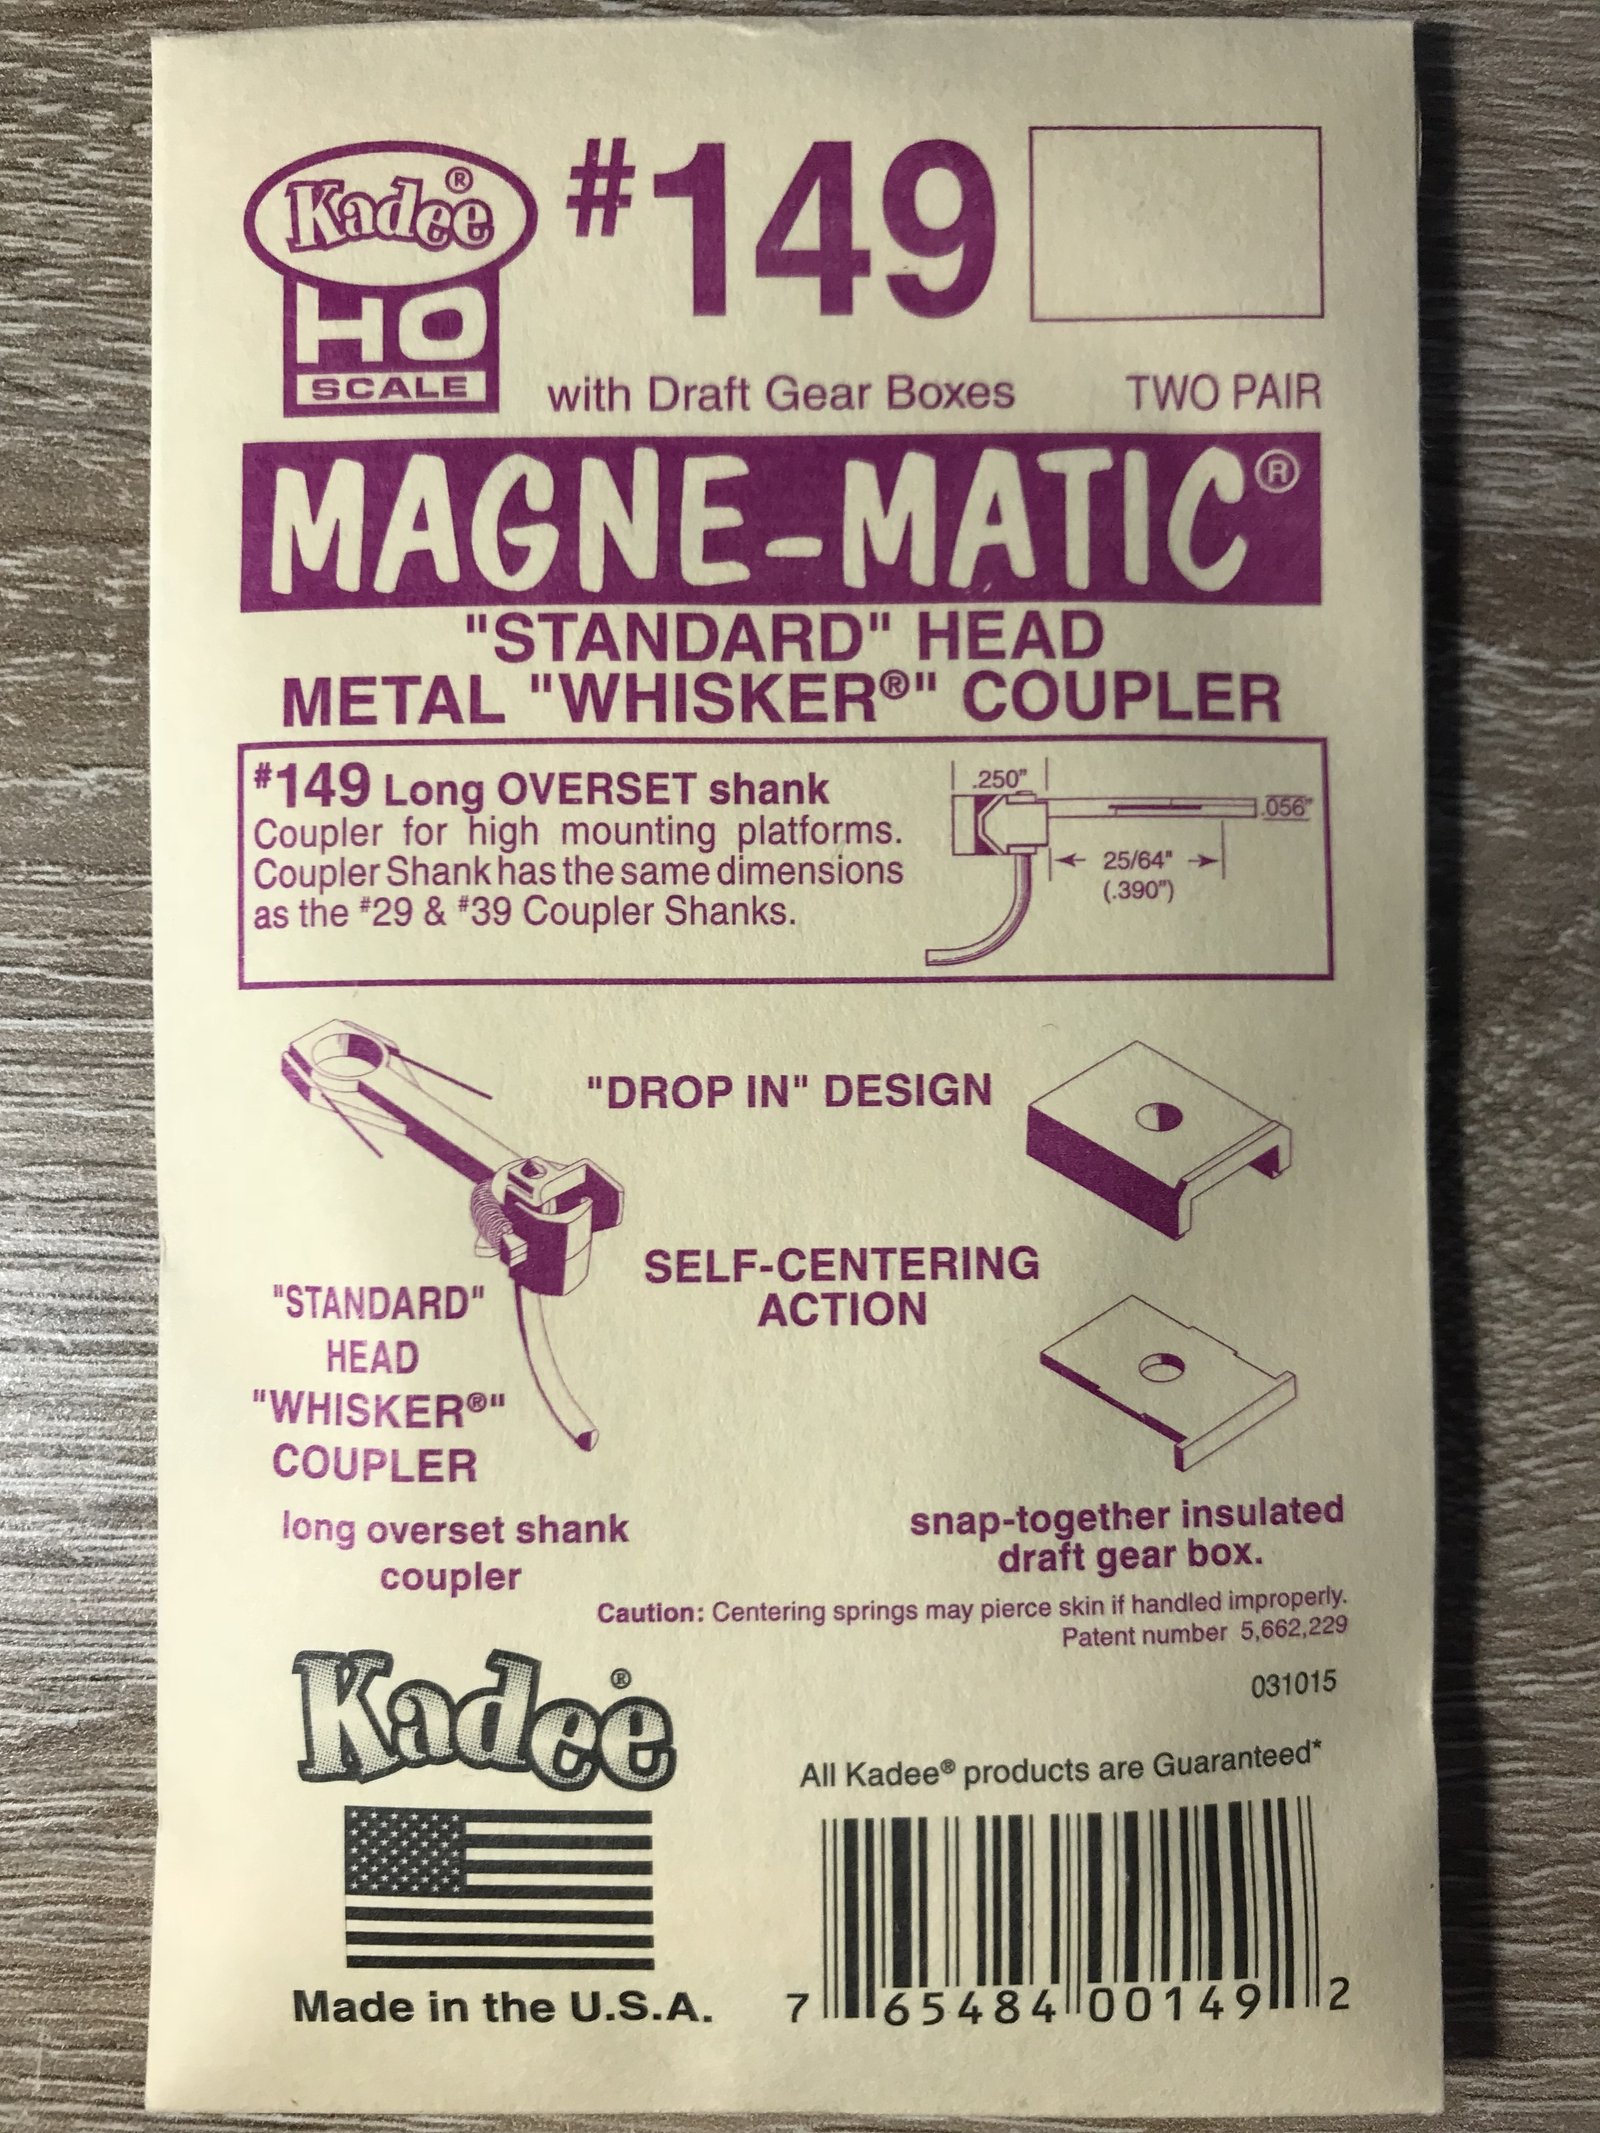 Kadee®
HO
SCALE
#149
with Draft Gear Boxes
TWO PAIR
MAGNE-MATIC®
"STANDARD" HEAD
METAL "WHISKER®" COUPLER
#149 Long OVERSET shank
Coupler for high mounting platforms.
Coupler Shank has the same dimensions
as the #29 & #39 Coupler Shanks.
.250"
.056"
25/64"
(.390")
"DROP IN" DESIGN
SELF-CENTERING
ACTION
"STANDARD"
HEAD
"WHISKER®"
COUPLER
long overset shank
coupler
snap-together insulated
draft gear box.
Caution: Centering springs may pierce skin if handled improperly.
Patent number 5,662,229
031015
Kadee®
All Kadee® products are Guaranteed*
Made in the U.S.A.
7 65484 00149 2